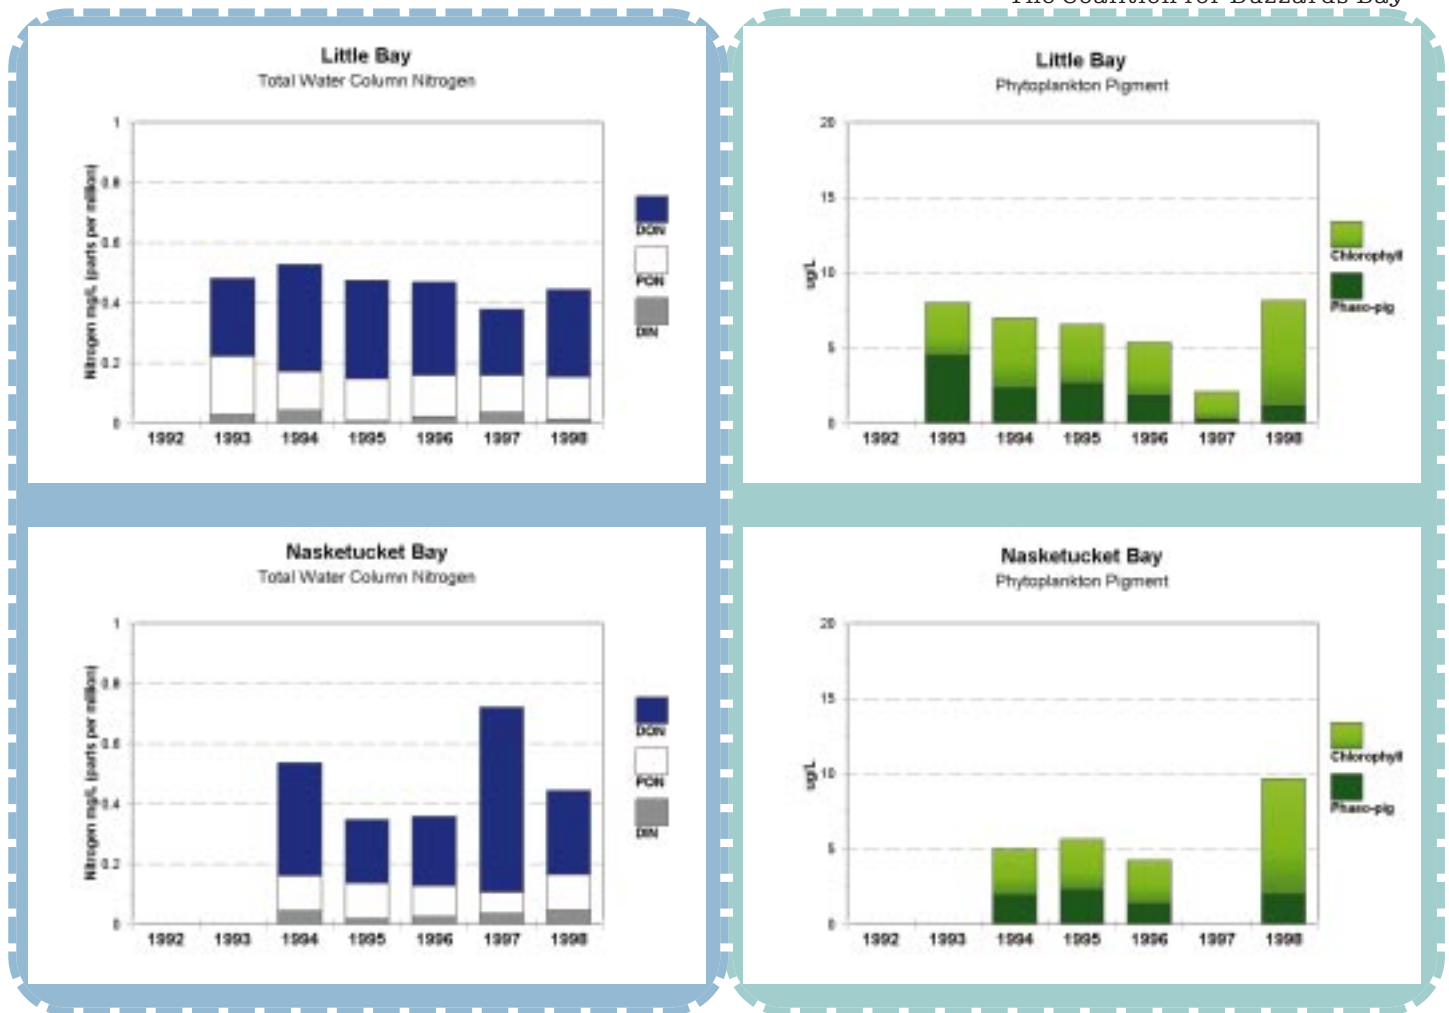 The Coalition for Buzzards Bay
Little Bay
Total Water Column Nitrogen
Nitrogen mg/L (parts per million)
1
0.8
0.6
0.4
0.2
0
1992 1993 1994 1995 1996 1997 1998
DON
PON
DIN
Little Bay
Phytoplankton Pigment
ug/L
20
15
10
5
0
1992 1993 1994 1995 1996 1997 1998
Chlorophyll
Phaeo-pig
Nasketucket Bay
Total Water Column Nitrogen
Nitrogen mg/L (parts per million)
1
0.8
0.6
0.4
0.2
0
1992 1993 1994 1995 1996 1997 1998
DON
PON
DIN
Nasketucket Bay
Phytoplankton Pigment
ug/L
20
15
10
5
0
1992 1993 1994 1995 1996 1997 1998
Chlorophyll
Phaeo-pig